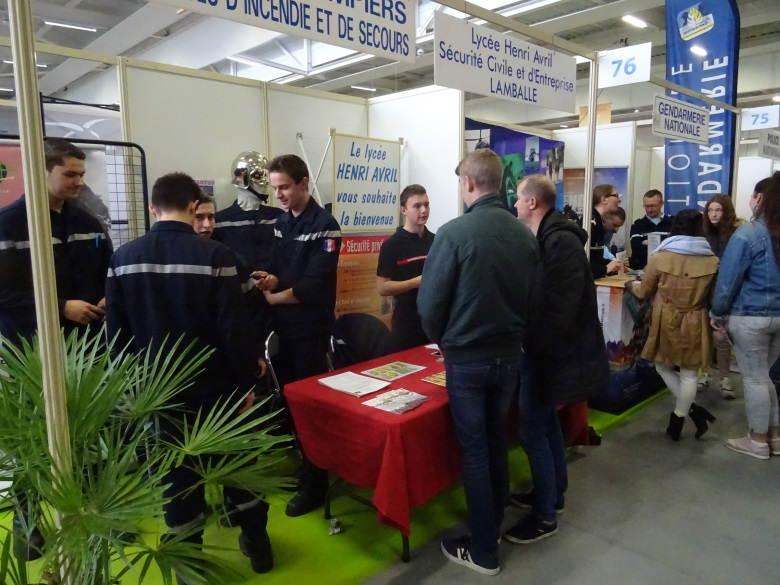 MPIERS
S D'INCENDIE ET DE SECOURS
Lycée Henri Avril
Sécurité Civile et d'Entreprise
LAMBALLE
76
GENDARMERIE
NATIONALE
75
Le lycée
HENRI AVRIL
vous souhaite
la bienvenue
Sécurité